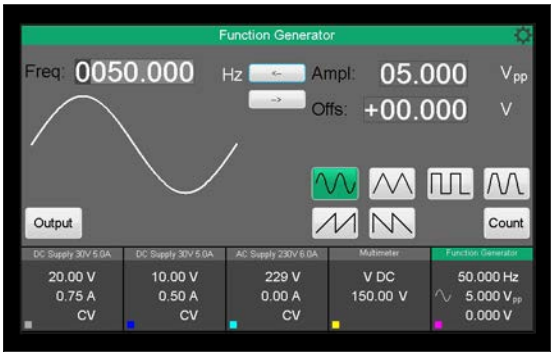 Function Generator
Freq: 0050.000 Hz <-- Ampl: 05.000 Vpp
--> Offs: +00.000 V
Output
Count
DC Supply 30V 5.0A DC Supply 30V 5.0A AC Supply 230V 6.0A Multimeter Function Generator
20.00 V 10.00 V 229 V V DC 50.000 Hz
0.75 A 0.50 A 0.00 A 150.00 V 5.000 Vpp
CV CV CV 0.000 V